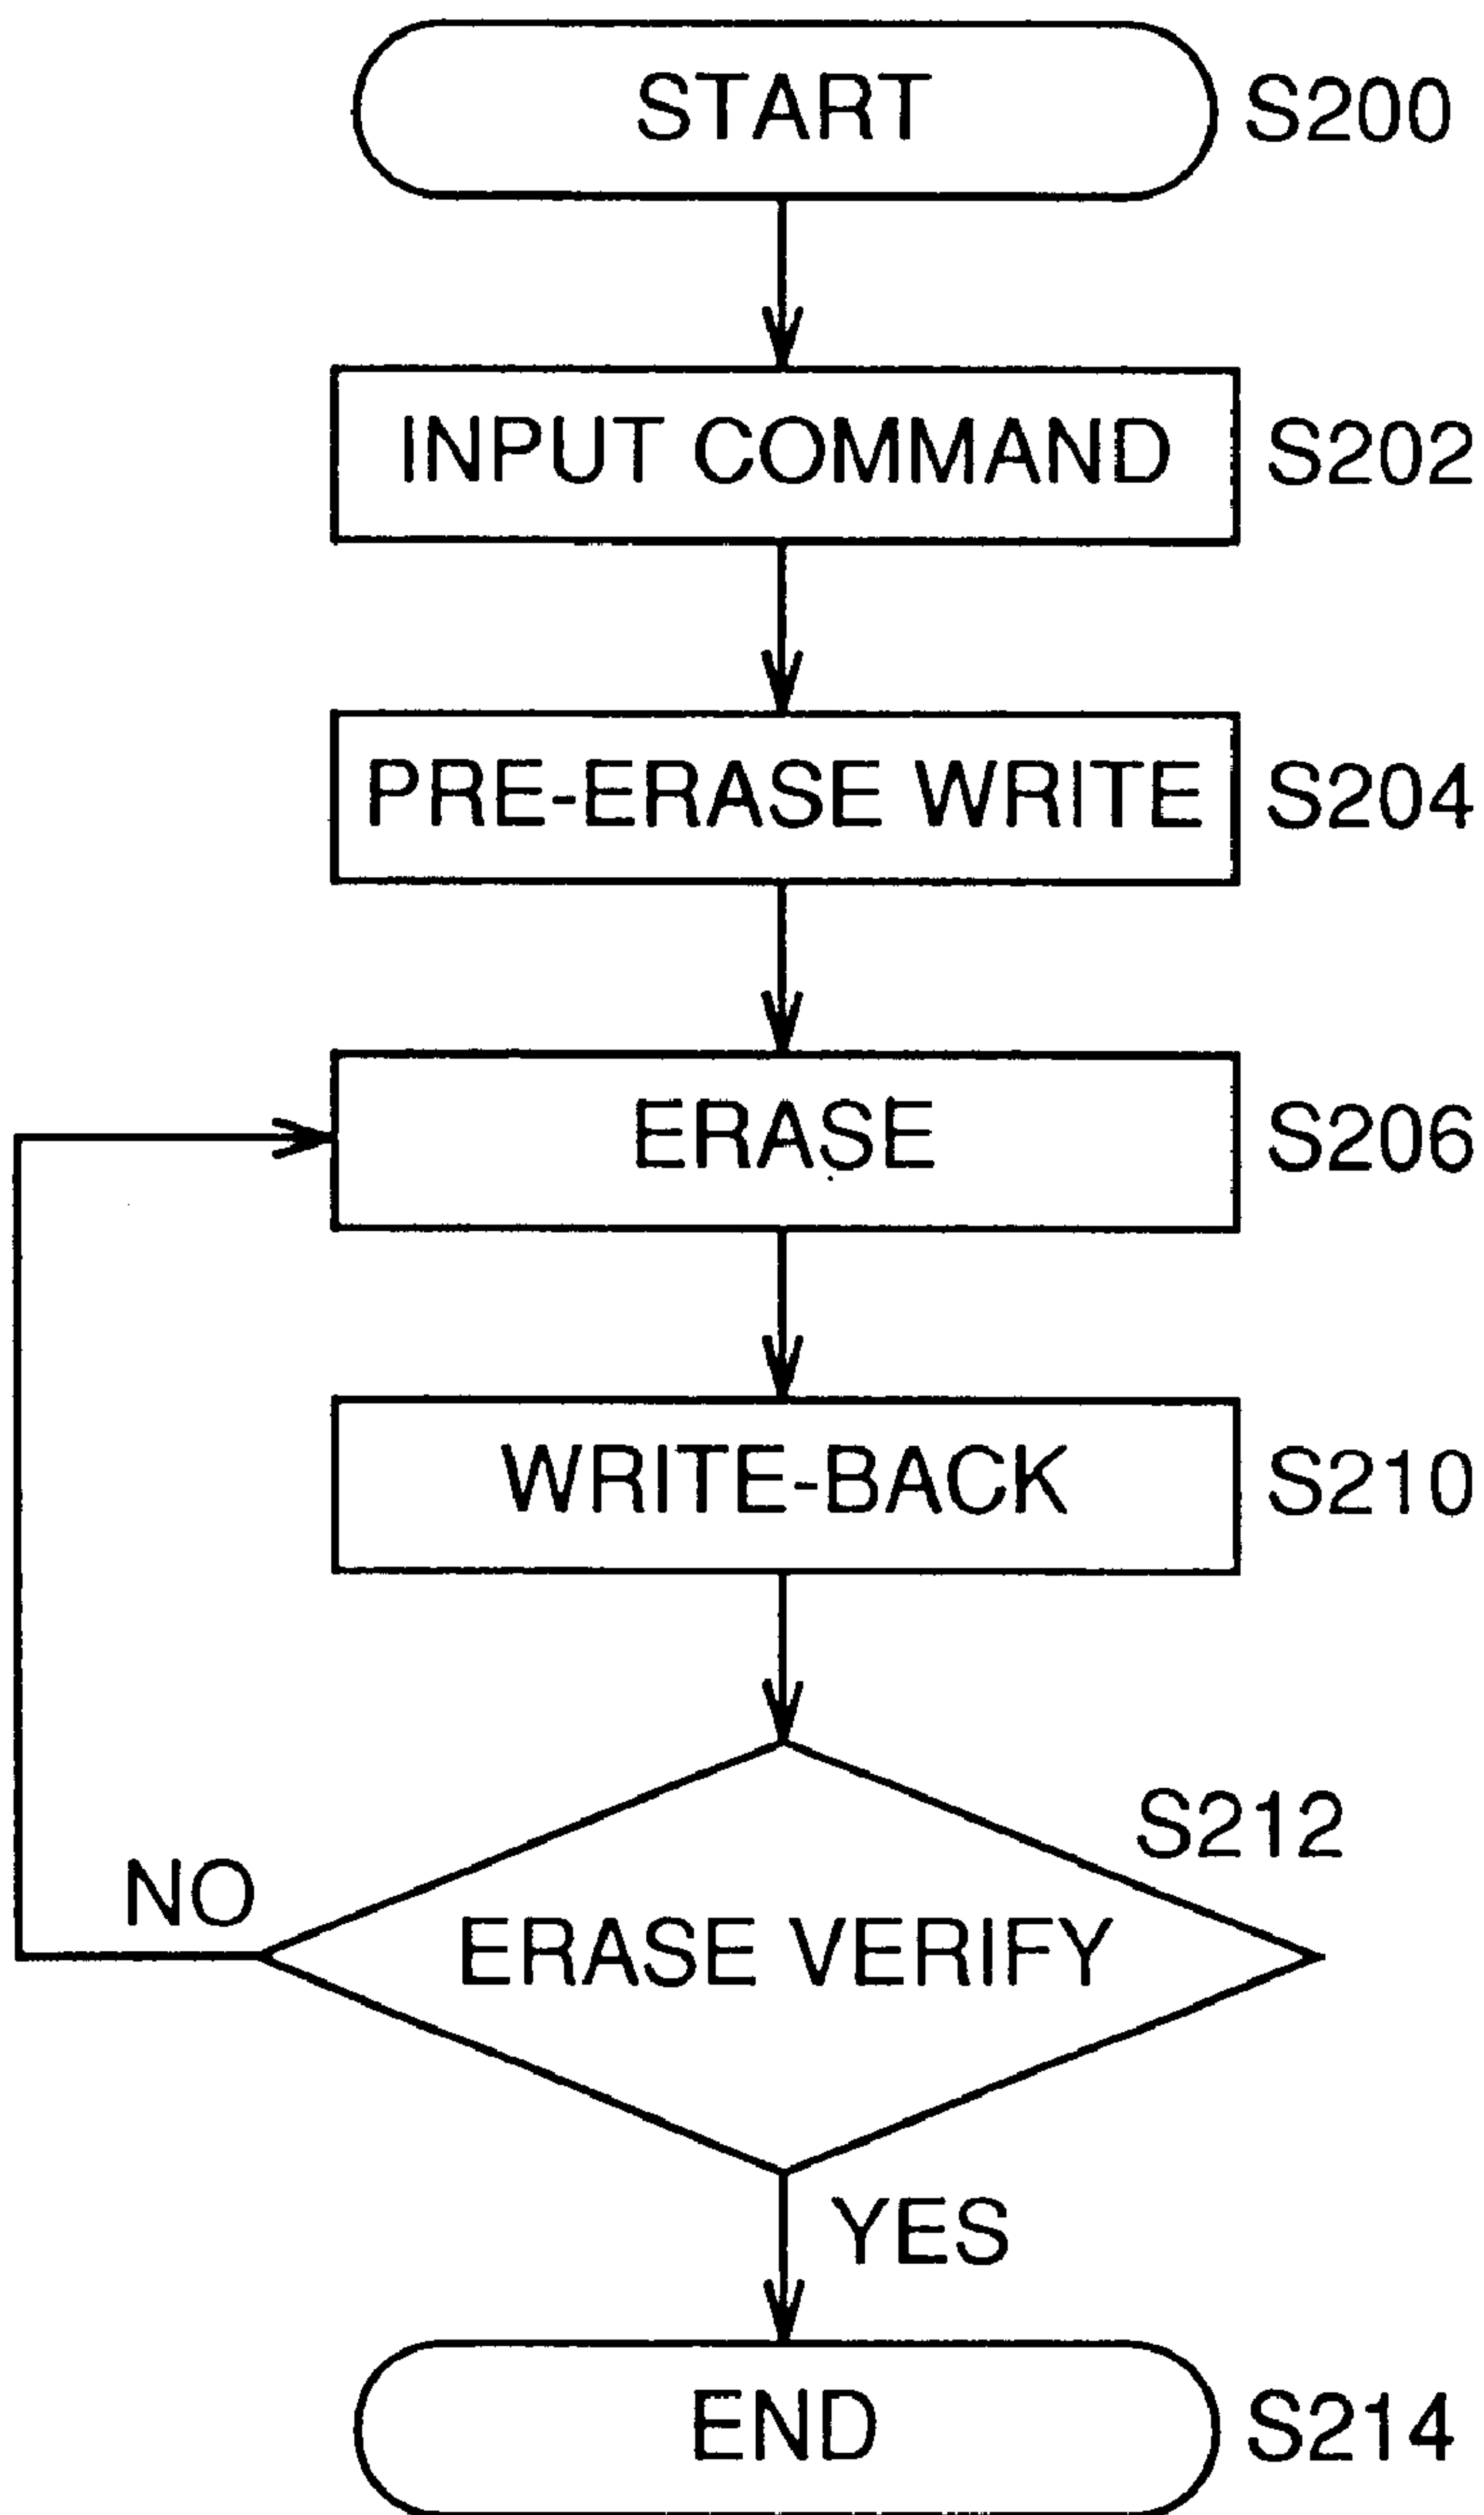 START S200
INPUT COMMAND S202
PRE-ERASE WRITE S204
ERASE S206
WRITE-BACK S210
S212
NO
ERASE VERIFY
YES
END S214